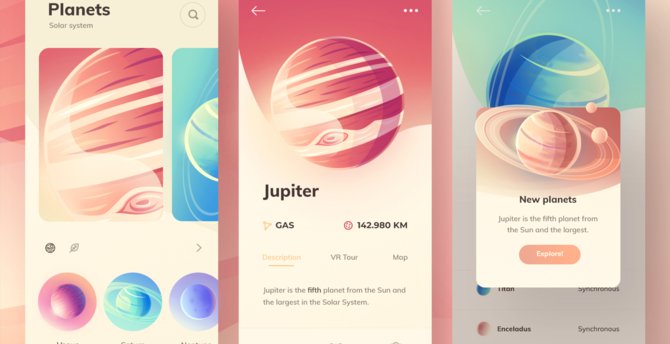 Planets
Solar system
Jupiter
GAS
142.980 KM
Description
VR Tour
Map
Jupiter is the fifth planet from the Sun and
the largest in the Solar System.
New planets
Jupiter is the fifth planet from
the Sun and the largest.
Explore!
Titan
Synchronous
Enceladus
Synchronous